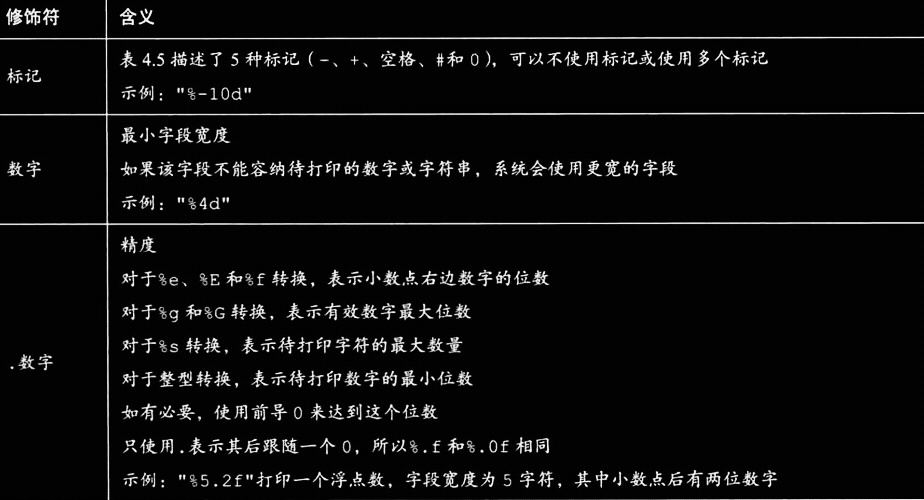 修饰符 含义
标记
表 4.5 描述了 5 种标记（-、+、空格、#和 0），可以不使用标记或使用多个标记
示例："%-10d"
数字
最小字段宽度
如果该字段不能容纳待打印的数字或字符串，系统会使用更宽的字段
示例："%4d"
.数字
精度
对于%e、%E 和%f 转换，表示小数点右边数字的位数
对于%g 和%G 转换，表示有效数字最大位数
对于%s 转换，表示待打印字符的最大数量
对于整型转换，表示待打印数字的最小位数
如有必要，使用前导 0 来达到这个位数
只使用.表示其后跟随一个 0，所以%.f 和%.0f 相同
示例："%5.2f"打印一个浮点数，字段宽度为 5 字符，其中小数点后有两位数字